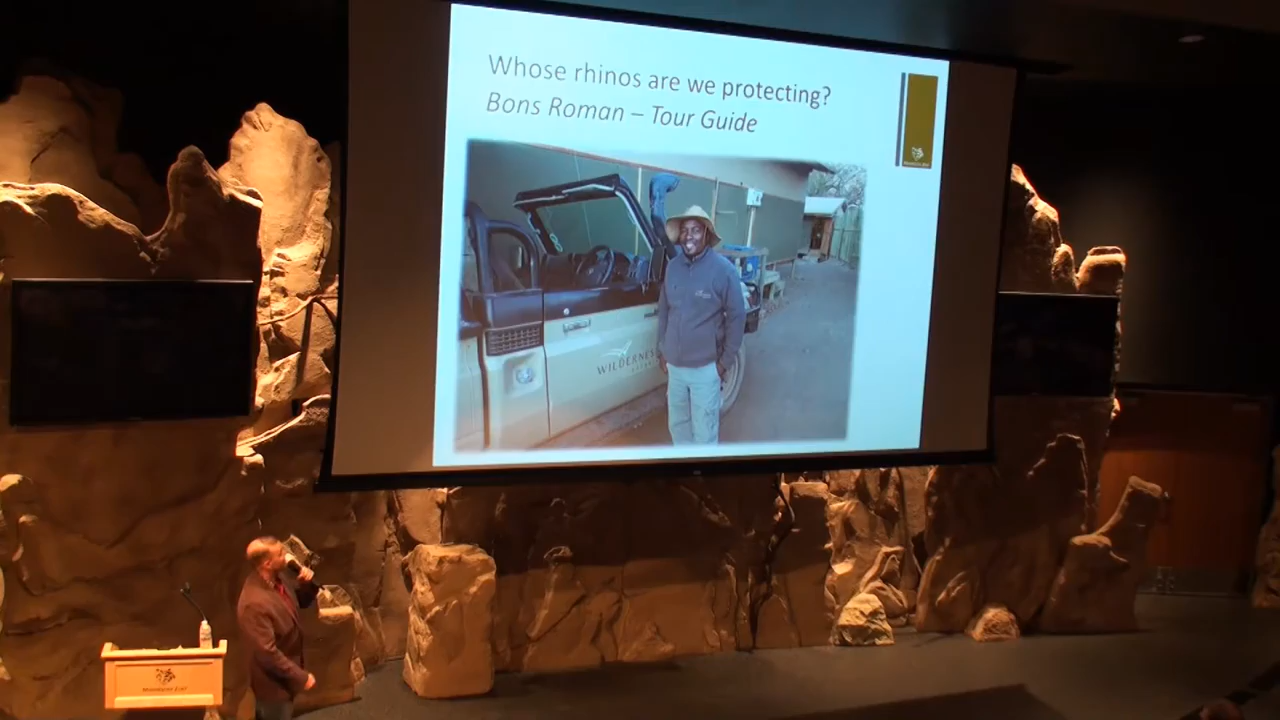 Whose rhinos are we protecting?
Bons Roman – Tour Guide
WILDERNESS